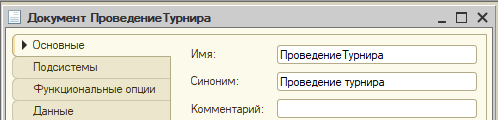 Документ ПроведениеТурнира
Основные
Подсистемы
Функциональные опции
Данные
Имя: ПроведениеТурнира
Синоним: Проведение турнира
Комментарий: